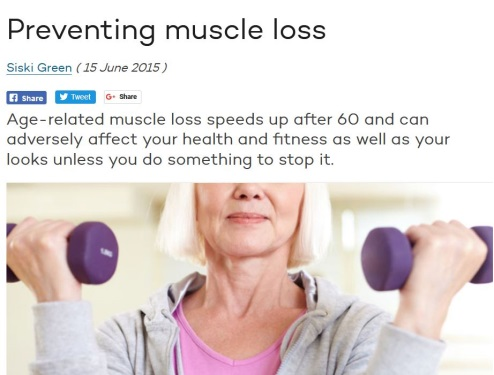 Preventing muscle loss
Siski Green ( 15 June 2015 )
Share Tweet G+ Share
Age-related muscle loss speeds up after 60 and can
adversely affect your health and fitness as well as your
looks unless you do something to stop it.